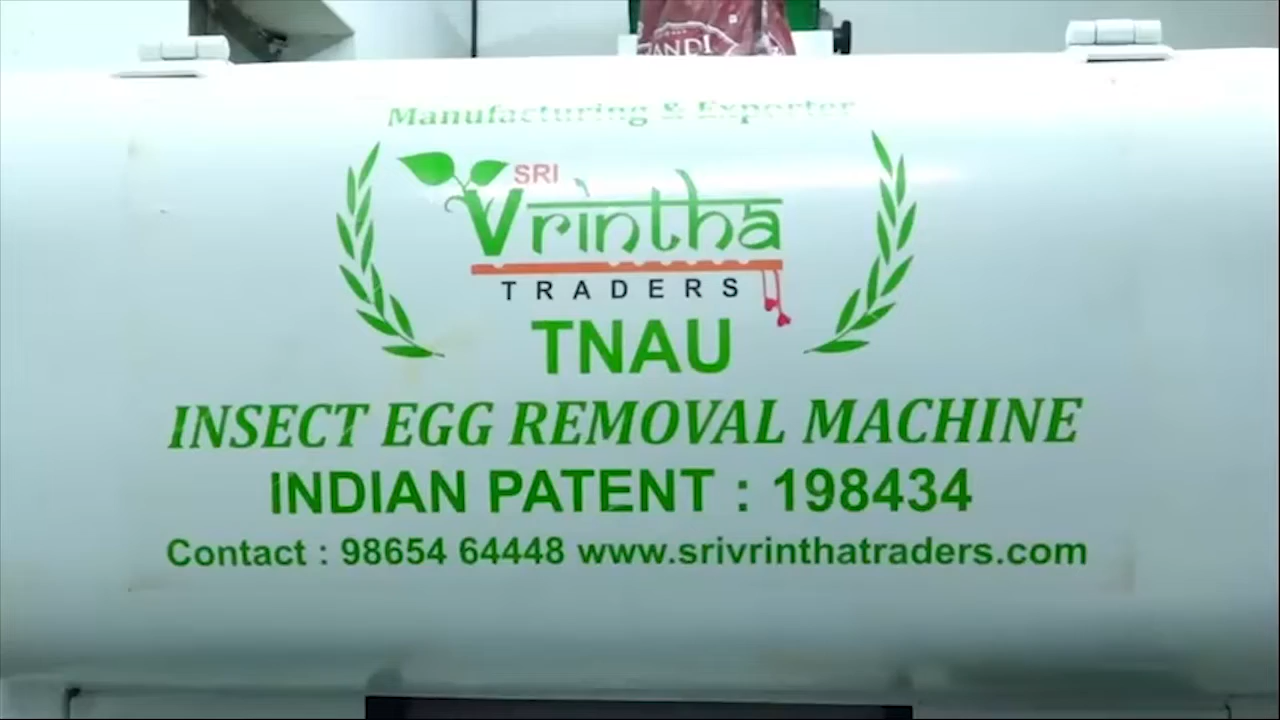 ANDI
Manufacturing & Exporter
SRI
Vrintha
TRADERS
TNAU
INSECT EGG REMOVAL MACHINE
INDIAN PATENT : 198434
Contact : 98654 64448 www.srivrinthatraders.com